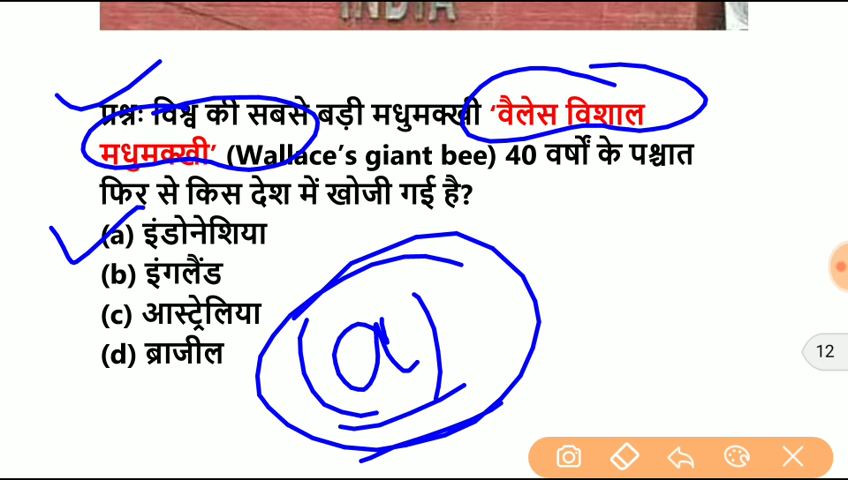 INDIA
प्रश्नः विश्व की सबसे बड़ी मधुमक्खी ‘वैलेस विशाल
मधुमक्खी’ (Wallace’s giant bee) 40 वर्षों के पश्चात
फिर से किस देश में खोजी गई है?
(a) इंडोनेशिया
(b) इंगलैंड
(c) आस्ट्रेलिया
(d) ब्राजील
(a)
12